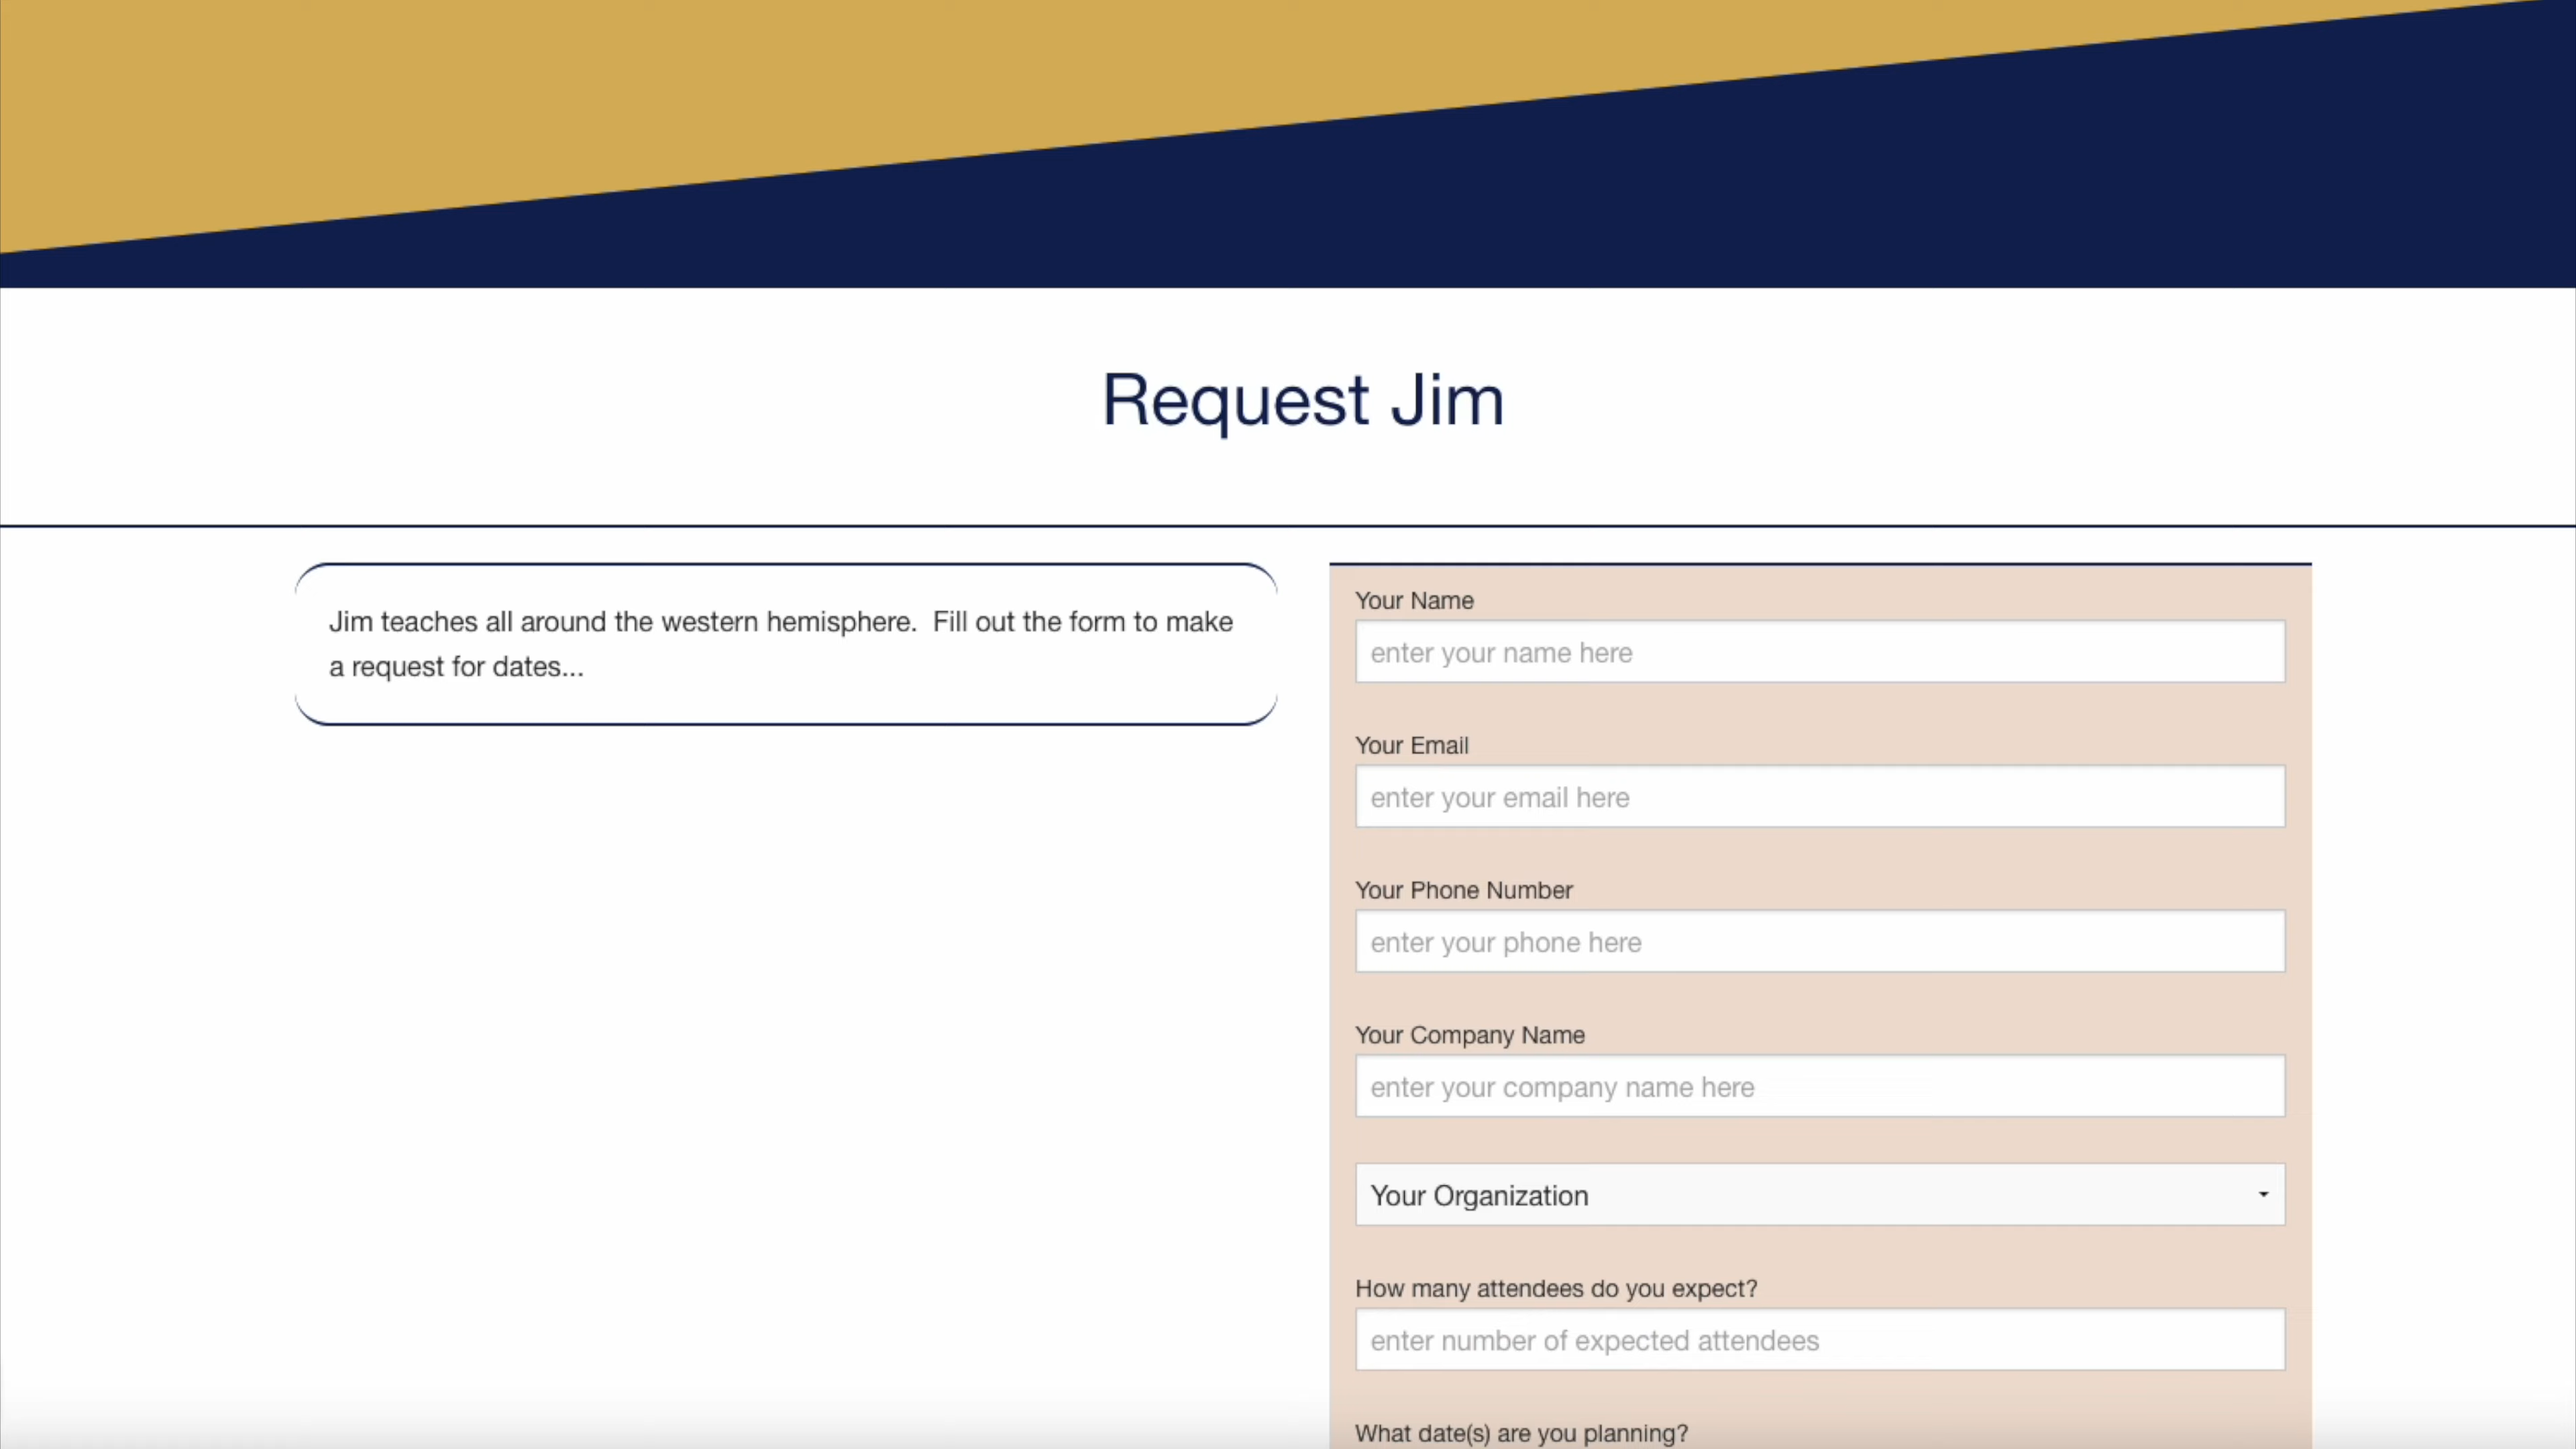 Request Jim
Jim teaches all around the western hemisphere.  Fill out the form to make
a request for dates...
Your Name
enter your name here
Your Email
enter your email here
Your Phone Number
enter your phone here
Your Company Name
enter your company name here
Your Organization
How many attendees do you expect?
enter number of expected attendees
What date(s) are you planning?